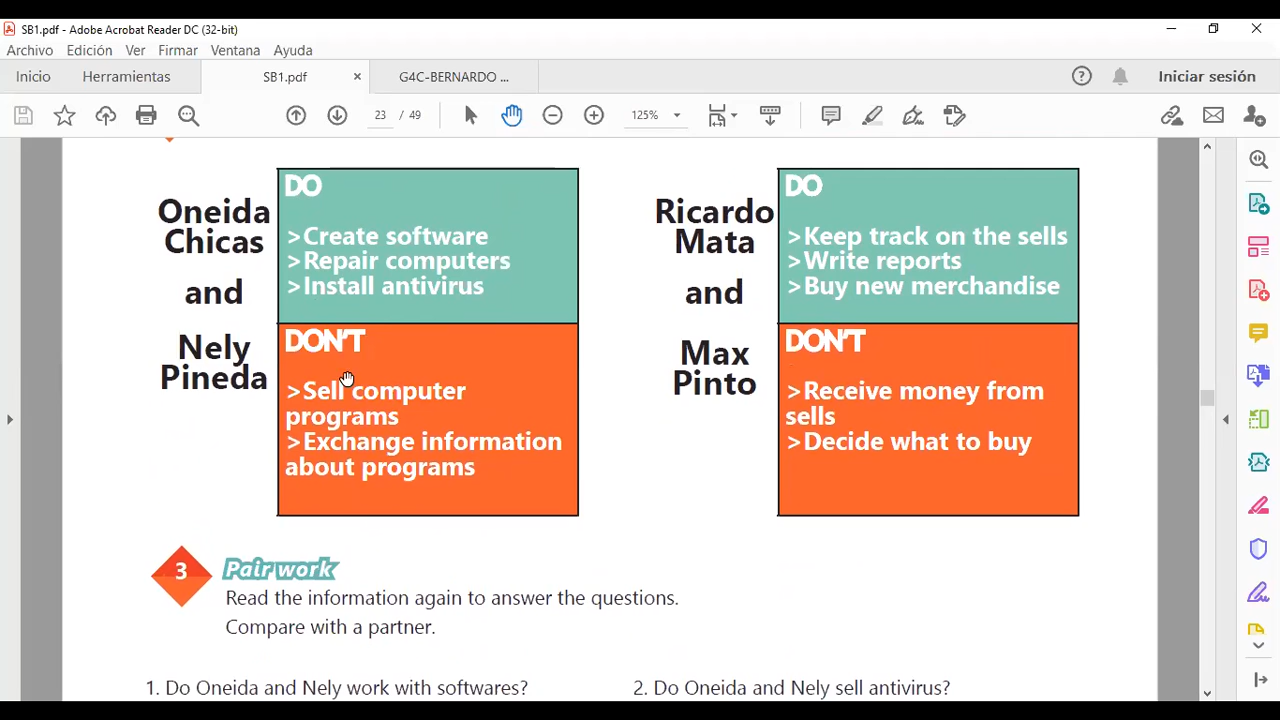 SB1.pdf - Adobe Acrobat Reader DC (32-bit)
Archivo Edición Ver Firmar Ventana Ayuda
Inicio Herramientas SB1.pdf × G4C-BERNARDO ...
Iniciar sesión
23 / 49 125%
Oneida
Chicas
and
Nely
Pineda
DO
>Create software
>Repair computers
>Install antivirus
DON'T
>Sell computer
programs
>Exchange information
about programs
Ricardo
Mata
and
Max
Pinto
DO
>Keep track on the sells
>Write reports
>Buy new merchandise
DON'T
>Receive money from
sells
>Decide what to buy
3 Pair work
Read the information again to answer the questions.
Compare with a partner.
1. Do Oneida and Nely work with softwares?
2. Do Oneida and Nely sell antivirus?